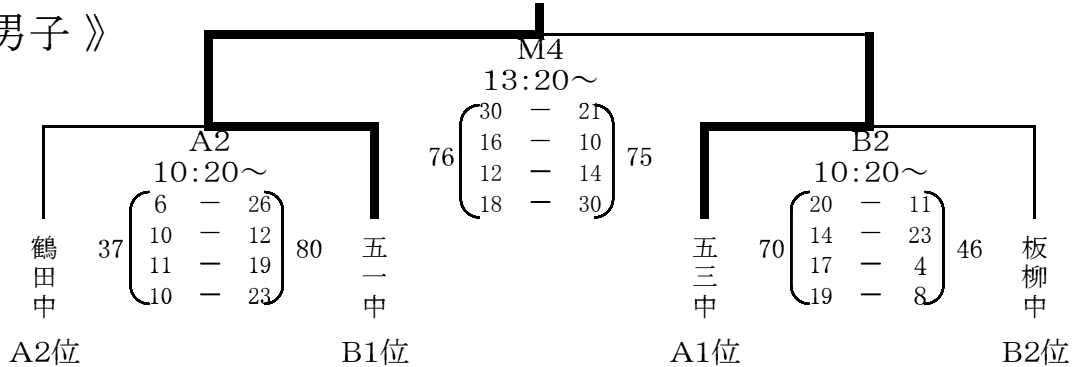 男子 》
M4
13:20～
30 － 21
16 － 10
76 75
12 － 14
18 － 30
A2
10:20～
6 － 26
10 － 12
37 80
11 － 19
10 － 23
B2
10:20～
20 － 11
14 － 23
70 46
17 － 4
19 － 8
鶴田中
五一中
五三中
板柳中
A2位
B1位
A1位
B2位